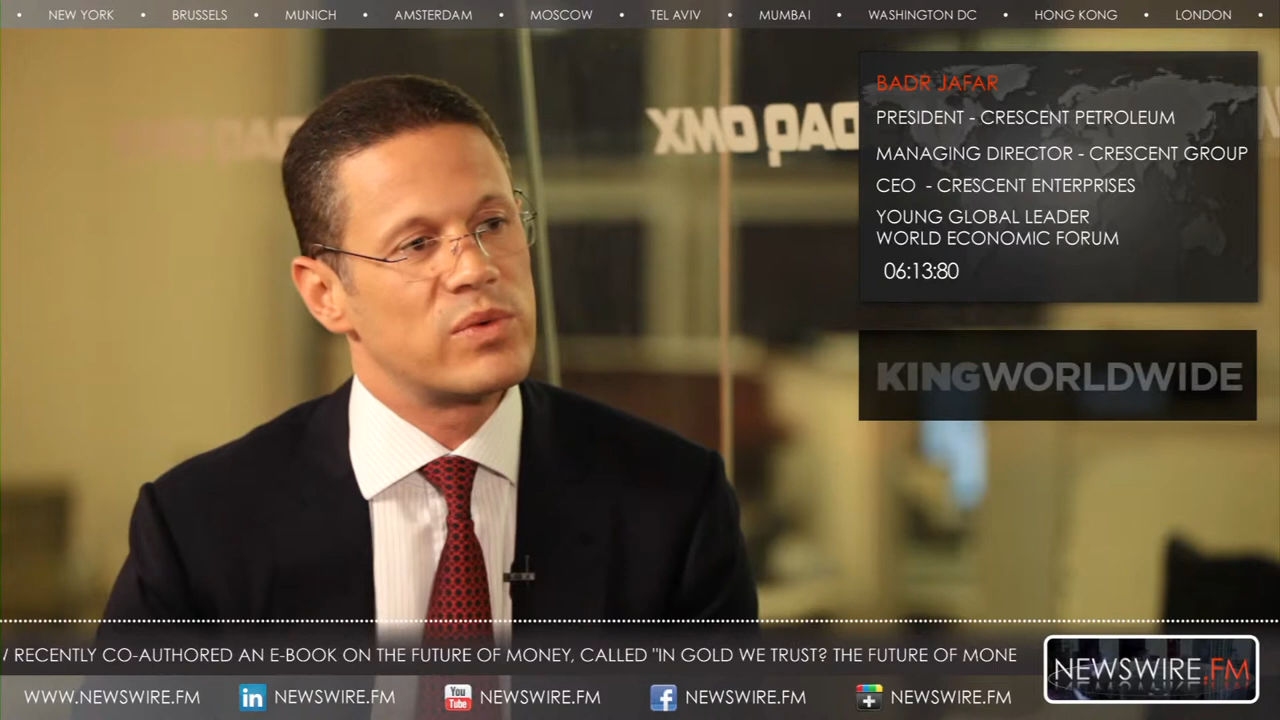 NEW YORK • BRUSSELS • MUNICH • AMSTERDAM • MOSCOW • TEL AVIV • MUMBAI • WASHINGTON DC • HONG KONG • LONDON
BADR JAFAR
PRESIDENT - CRESCENT PETROLEUM
MANAGING DIRECTOR - CRESCENT GROUP
CEO - CRESCENT ENTERPRISES
YOUNG GLOBAL LEADER
WORLD ECONOMIC FORUM
06:13:80
KINGWORLDWIDE
RECENTLY CO-AUTHORED AN E-BOOK ON THE FUTURE OF MONEY, CALLED "IN GOLD WE TRUST? THE FUTURE OF MONE
NEWSWIRE.FM
WWW.NEWSWIRE.FM
in NEWSWIRE.FM
You Tube NEWSWIRE.FM
f NEWSWIRE.FM
+ NEWSWIRE.FM